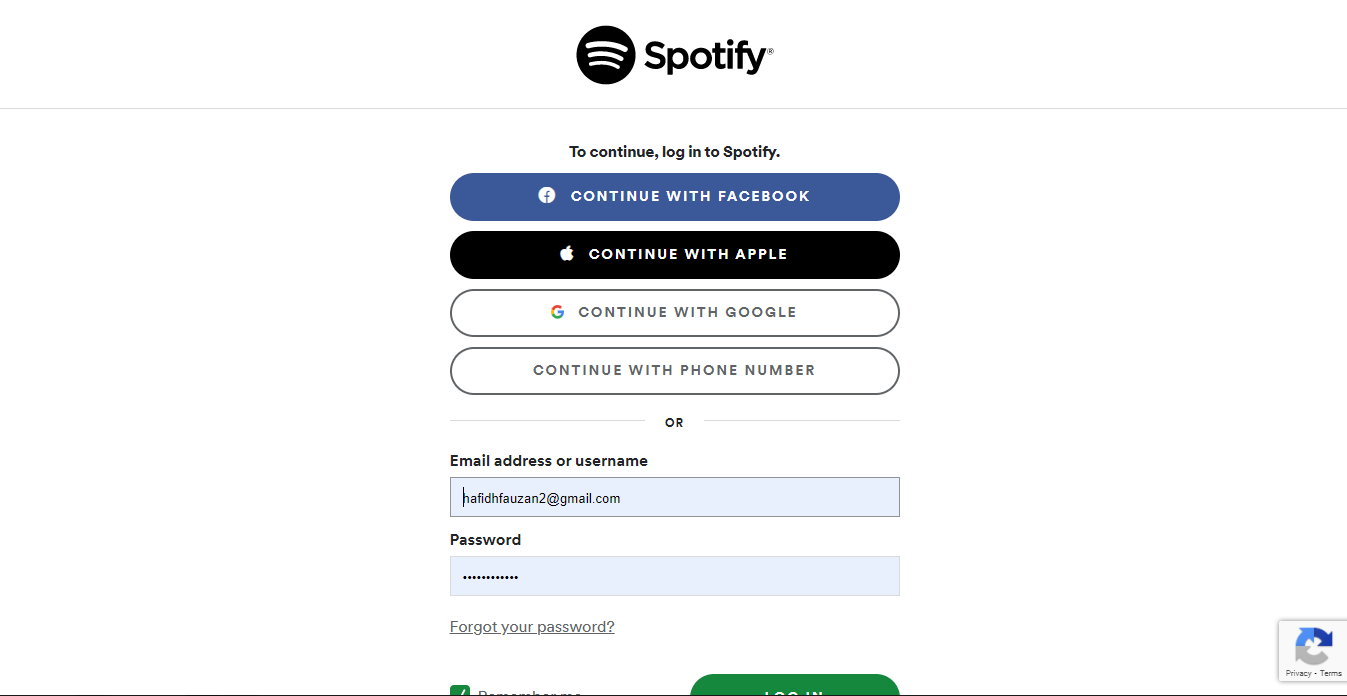 Spotify®
To continue, log in to Spotify.
CONTINUE WITH FACEBOOK
CONTINUE WITH APPLE
CONTINUE WITH GOOGLE
CONTINUE WITH PHONE NUMBER
OR
Email address or username
hafidhfauzan2@gmail.com
Password
••••••••••••
Forgot your password?
Remember me
LOG IN
Privacy - Terms